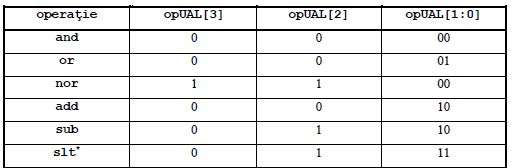 operaţie opUAL[3] opUAL[2] opUAL[1:0]
and 0 0 00
or 0 0 01
nor 1 1 00
add 0 0 10
sub 0 1 10
slt* 0 1 11